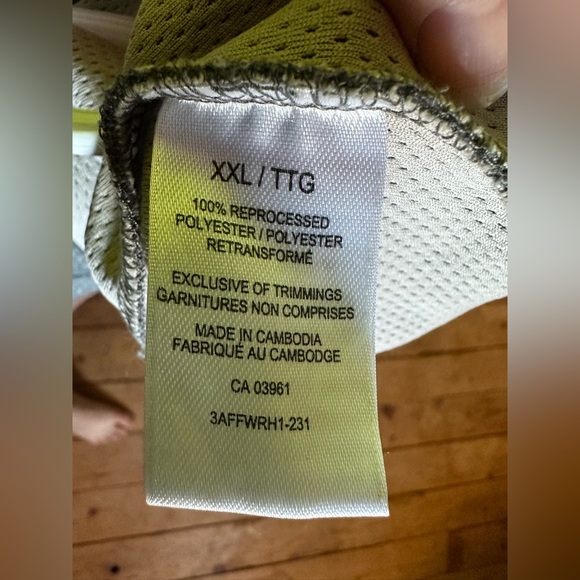 XXL / TTG
100% REPROCESSED
POLYESTER / POLYESTER
RETRANSFORMÉ
EXCLUSIVE OF TRIMMINGS
GARNITURES NON COMPRISES
MADE IN CAMBODIA
FABRIQUÉ AU CAMBODGE
CA 03961
3AFFWRH1-231